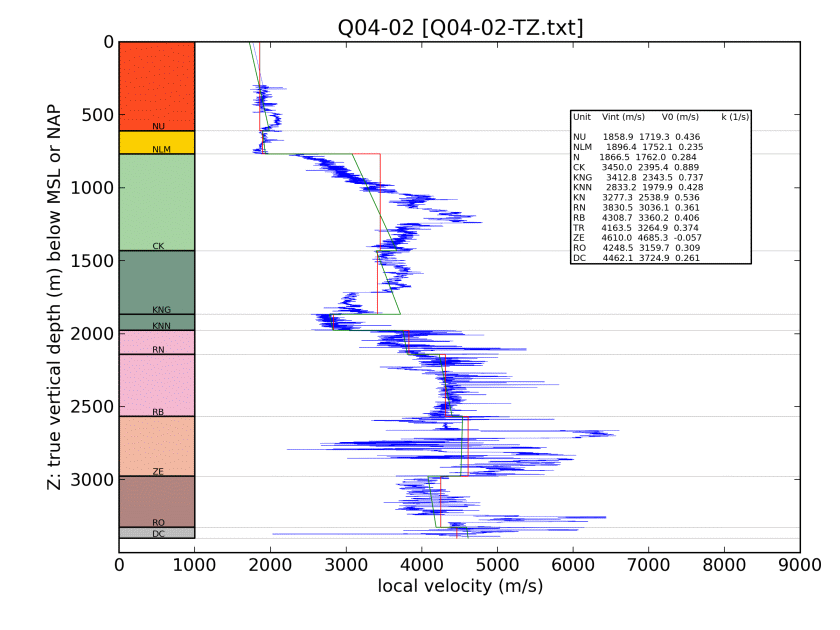 Q04-02 [Q04-02-TZ.txt]
Z: true vertical depth (m) below MSL or NAP
0
500
1000
1500
2000
2500
3000
NU
NLM
CK
KNG
KNN
RN
RB
ZE
RO
DC
Unit Vint (m/s) V0 (m/s) k (1/s)
NU 1858.9 1719.3 0.436
NLM 1896.4 1752.1 0.235
N 1866.5 1762.0 0.284
CK 3450.0 2395.4 0.889
KNG 3412.8 2343.5 0.737
KNN 2833.2 1979.9 0.428
KN 3277.3 2538.9 0.536
RN 3830.5 3036.1 0.361
RB 4308.7 3360.2 0.406
TR 4163.5 3264.9 0.374
ZE 4610.0 4685.3 -0.057
RO 4248.5 3159.7 0.309
DC 4462.1 3724.9 0.261
0 1000 2000 3000 4000 5000 6000 7000 8000 9000
local velocity (m/s)